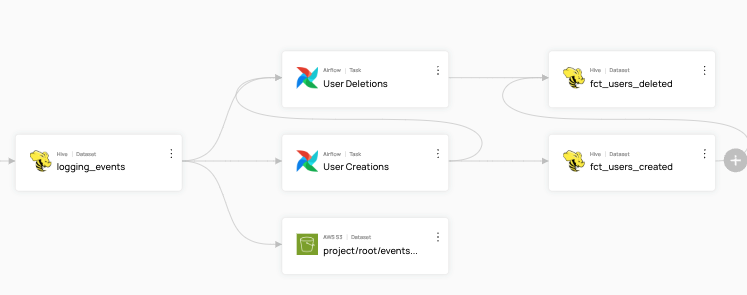 Airflow | Task
User Deletions
Hive | Dataset
fct_users_deleted
Hive | Dataset
logging_events
Airflow | Task
User Creations
Hive | Dataset
fct_users_created
AWS S3 | Dataset
project/root/events...